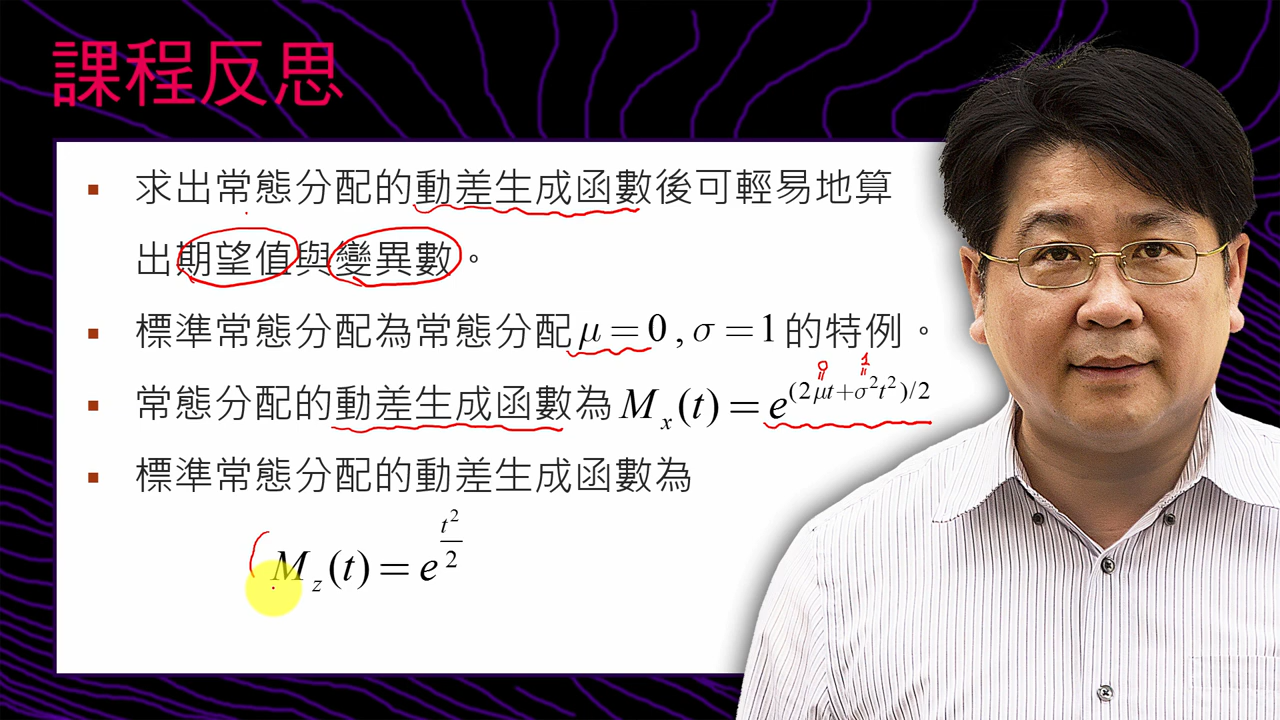 課程反思
▪ 求出常態分配的動差生成函數後可輕易地算
出期望值與變異數。
▪ 標準常態分配為常態分配 μ = 0 , σ = 1 的特例。
0 1
▪ 常態分配的動差生成函數為 Mₓ(t) = e^{(2μt+σ²t²)/2}
▪ 標準常態分配的動差生成函數為
M_z(t) = e^{t²/2}